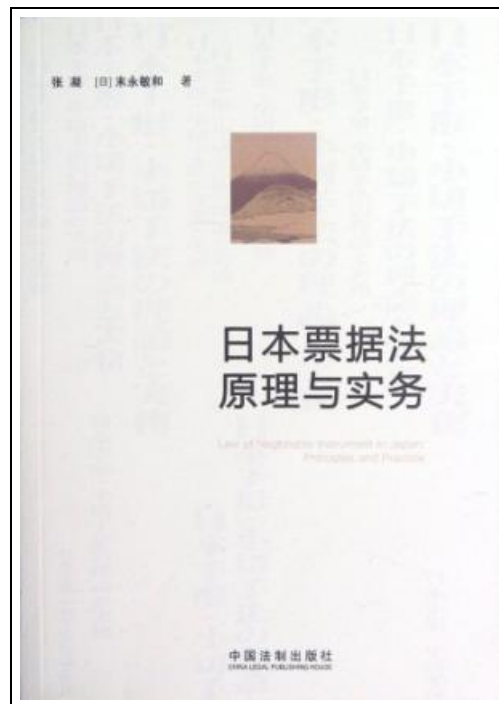 张 凝 [日]末永敏和 著
日本票据法
原理与实务
Law of Negotiable Instrument in Japan:
Principles and Practice
中国法制出版社
CHINA LEGAL PUBLISHING HOUSE